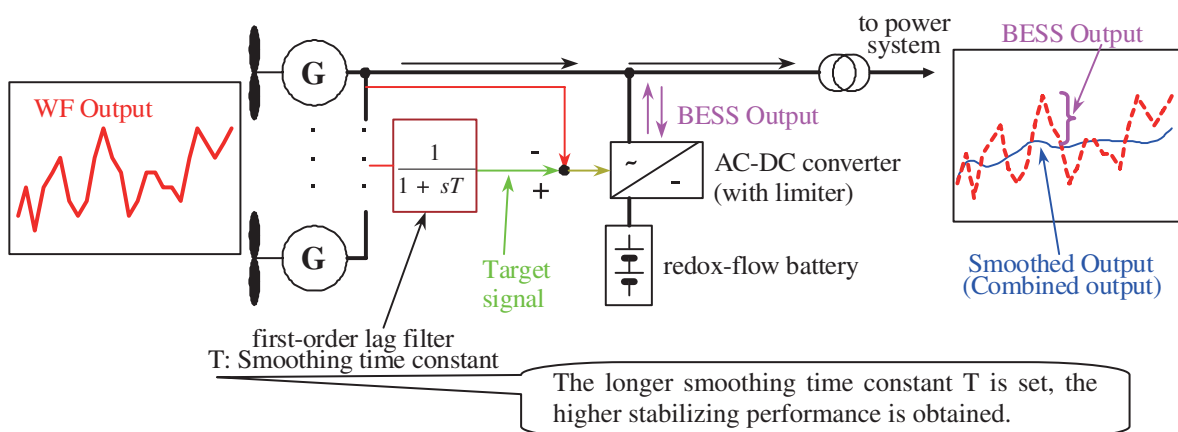 to power
system
BESS Output
WF Output
G
BESS Output
1
1 + sT
-
+
~
-
AC-DC converter
(with limiter)
G
Target
signal
redox-flow battery
Smoothed Output
(Combined output)
first-order lag filter
T: Smoothing time constant
The longer smoothing time constant T is set, the
higher stabilizing performance is obtained.